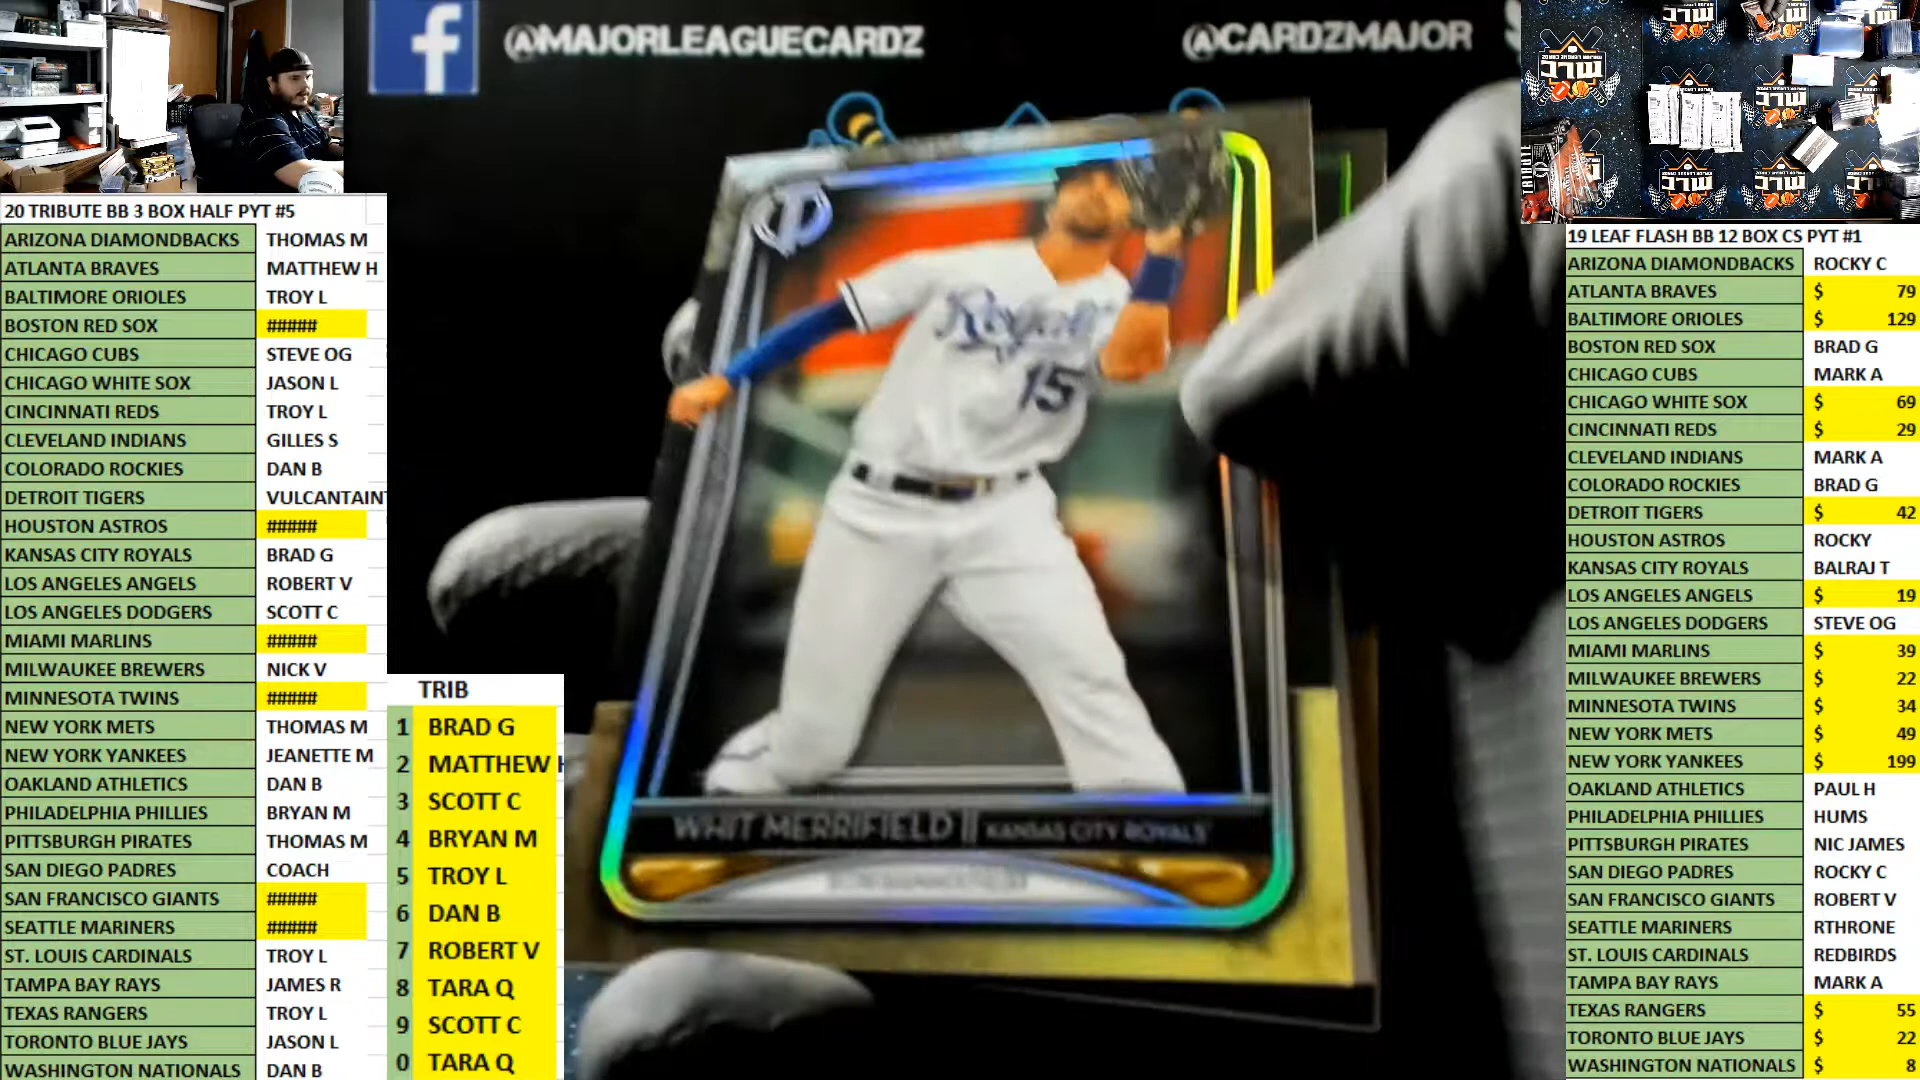 @MAJORLEAGUECARDZ
@CARDZMAJOR
20 TRIBUTE BB 3 BOX HALF PYT #5
ARIZONA DIAMONDBACKS THOMAS M
ATLANTA BRAVES MATTHEW H
BALTIMORE ORIOLES TROY L
BOSTON RED SOX #####
CHICAGO CUBS STEVE OG
CHICAGO WHITE SOX JASON L
CINCINNATI REDS TROY L
CLEVELAND INDIANS GILLES S
COLORADO ROCKIES DAN B
DETROIT TIGERS VULCANTAIN
HOUSTON ASTROS #####
KANSAS CITY ROYALS BRAD G
LOS ANGELES ANGELS ROBERT V
LOS ANGELES DODGERS SCOTT C
MIAMI MARLINS #####
MILWAUKEE BREWERS NICK V
MINNESOTA TWINS #####
NEW YORK METS THOMAS M
NEW YORK YANKEES JEANETTE M
OAKLAND ATHLETICS DAN B
PHILADELPHIA PHILLIES BRYAN M
PITTSBURGH PIRATES THOMAS M
SAN DIEGO PADRES COACH
SAN FRANCISCO GIANTS #####
SEATTLE MARINERS #####
ST. LOUIS CARDINALS TROY L
TAMPA BAY RAYS JAMES R
TEXAS RANGERS TROY L
TORONTO BLUE JAYS JASON L
WASHINGTON NATIONALS DAN B
TRIB
1 BRAD G
2 MATTHEW H
3 SCOTT C
4 BRYAN M
5 TROY L
6 DAN B
7 ROBERT V
8 TARA Q
9 SCOTT C
0 TARA Q
Royals
15
WHIT MERRIFIELD || KANSAS CITY ROYALS
MLC
TRIBUTE
19 LEAF FLASH BB 12 BOX CS PYT #1
ARIZONA DIAMONDBACKS ROCKY C
ATLANTA BRAVES $ 79
BALTIMORE ORIOLES $ 129
BOSTON RED SOX BRAD G
CHICAGO CUBS MARK A
CHICAGO WHITE SOX $ 69
CINCINNATI REDS $ 29
CLEVELAND INDIANS MARK A
COLORADO ROCKIES BRAD G
DETROIT TIGERS $ 42
HOUSTON ASTROS ROCKY
KANSAS CITY ROYALS BALRAJ T
LOS ANGELES ANGELS $ 19
LOS ANGELES DODGERS STEVE OG
MIAMI MARLINS $ 39
MILWAUKEE BREWERS $ 22
MINNESOTA TWINS $ 34
NEW YORK METS $ 49
NEW YORK YANKEES $ 199
OAKLAND ATHLETICS PAUL H
PHILADELPHIA PHILLIES HUMS
PITTSBURGH PIRATES NIC JAMES
SAN DIEGO PADRES ROCKY C
SAN FRANCISCO GIANTS ROBERT V
SEATTLE MARINERS RTHRONE
ST. LOUIS CARDINALS REDBIRDS
TAMPA BAY RAYS MARK A
TEXAS RANGERS $ 55
TORONTO BLUE JAYS $ 22
WASHINGTON NATIONALS $ 8